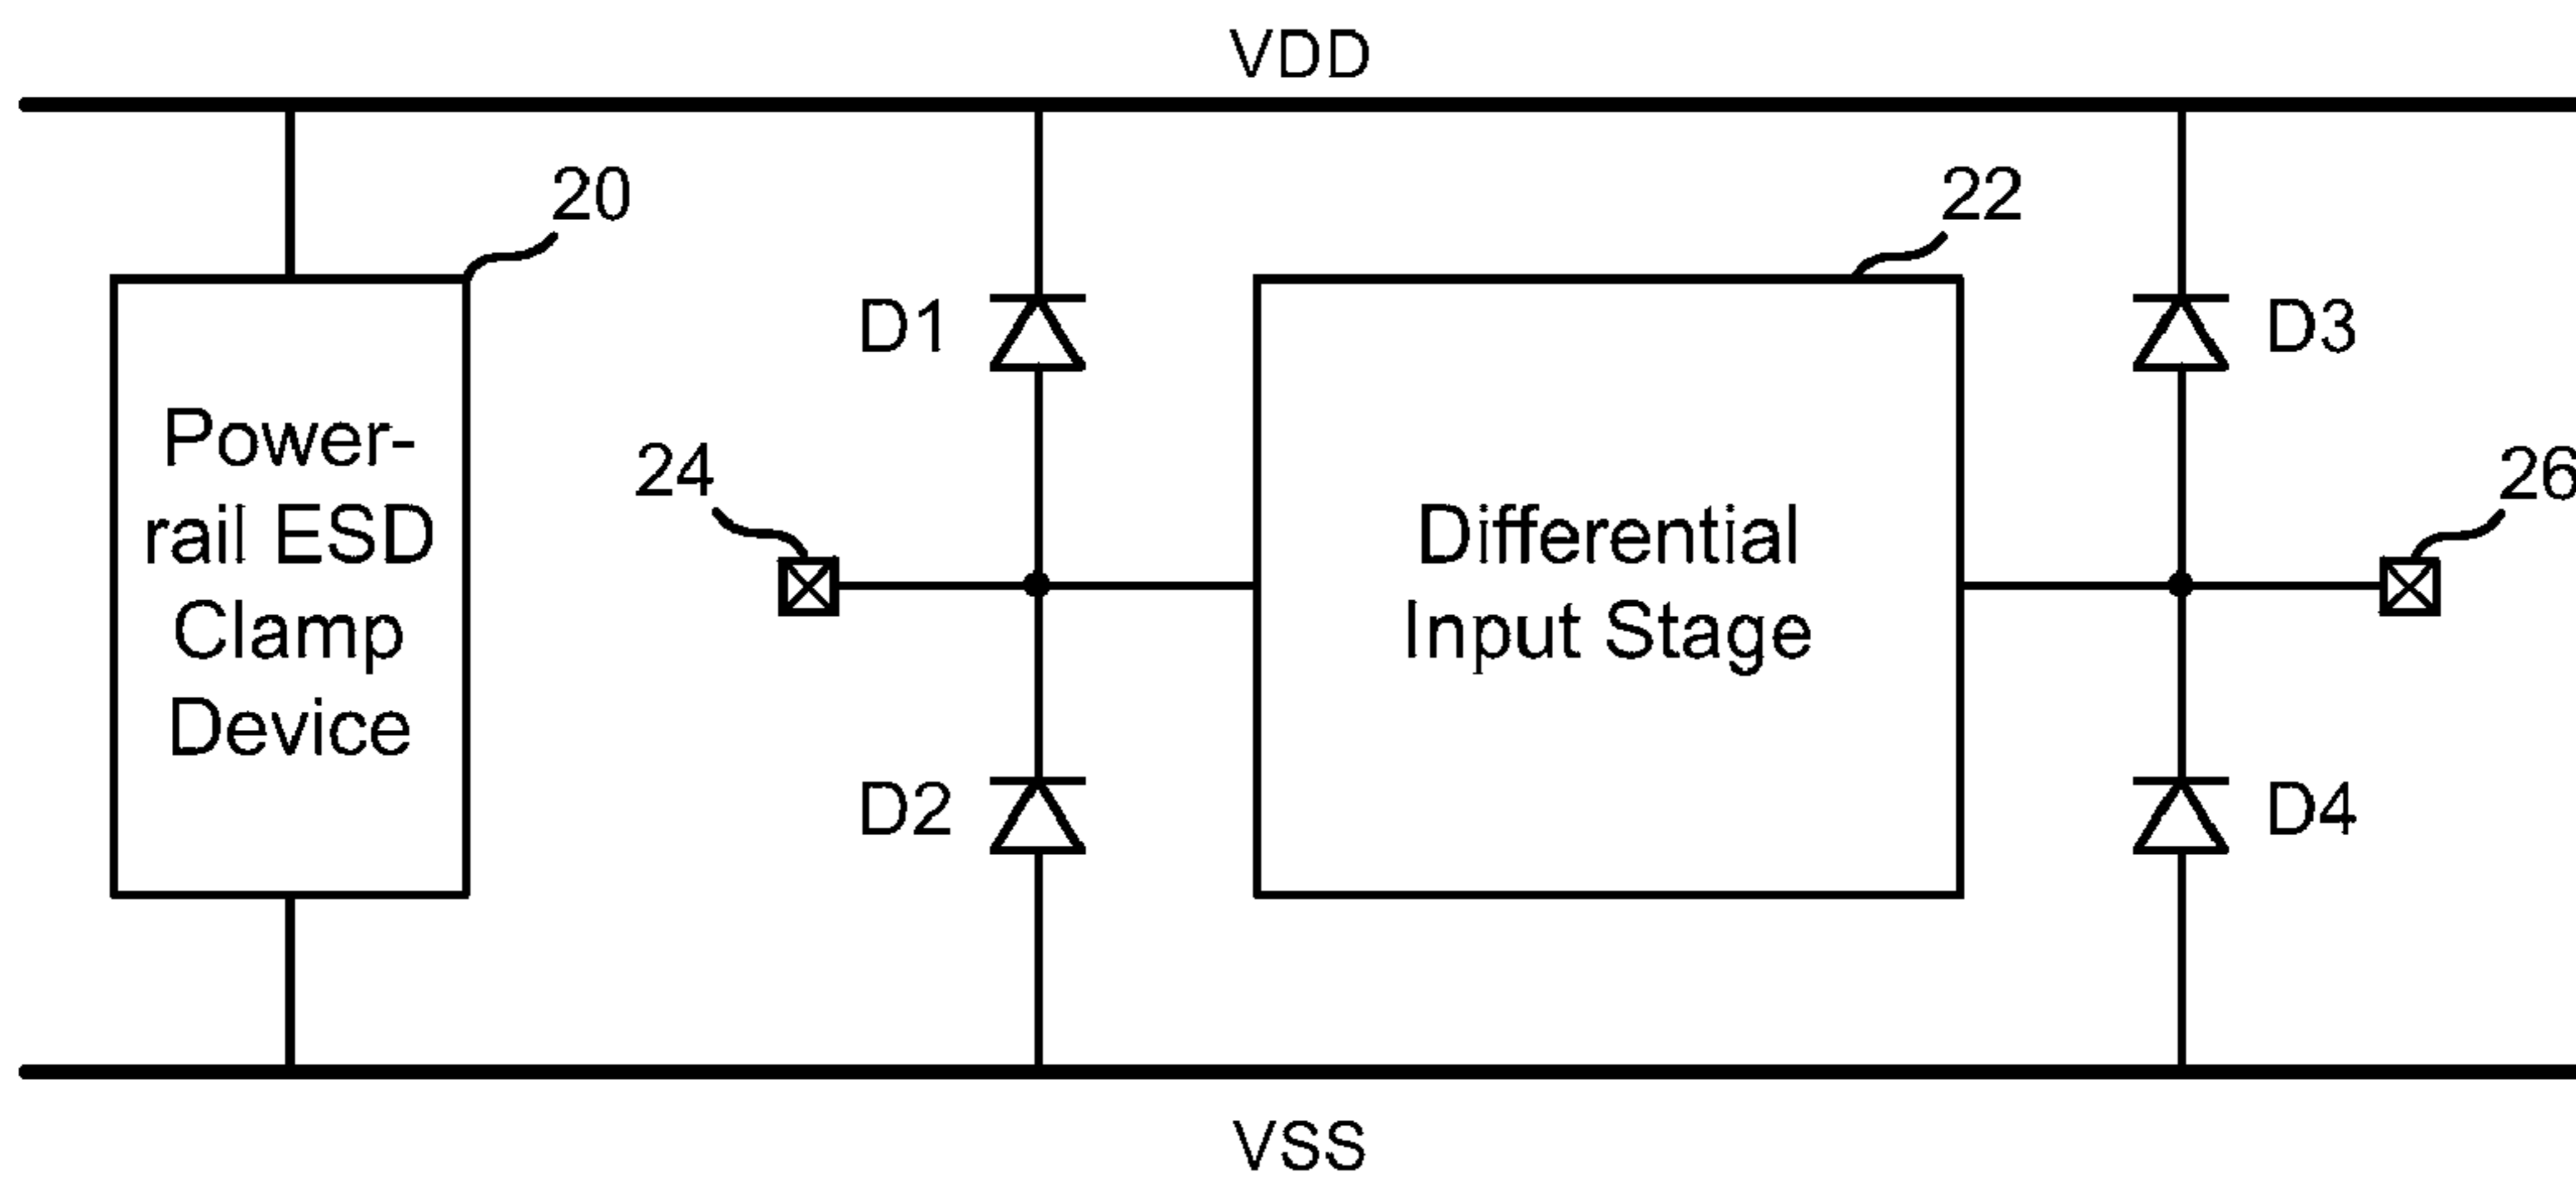 VDD
20
22
D1
D3
Power-
rail ESD
Clamp
Device
24
26
Differential
Input Stage
D2
D4
VSS